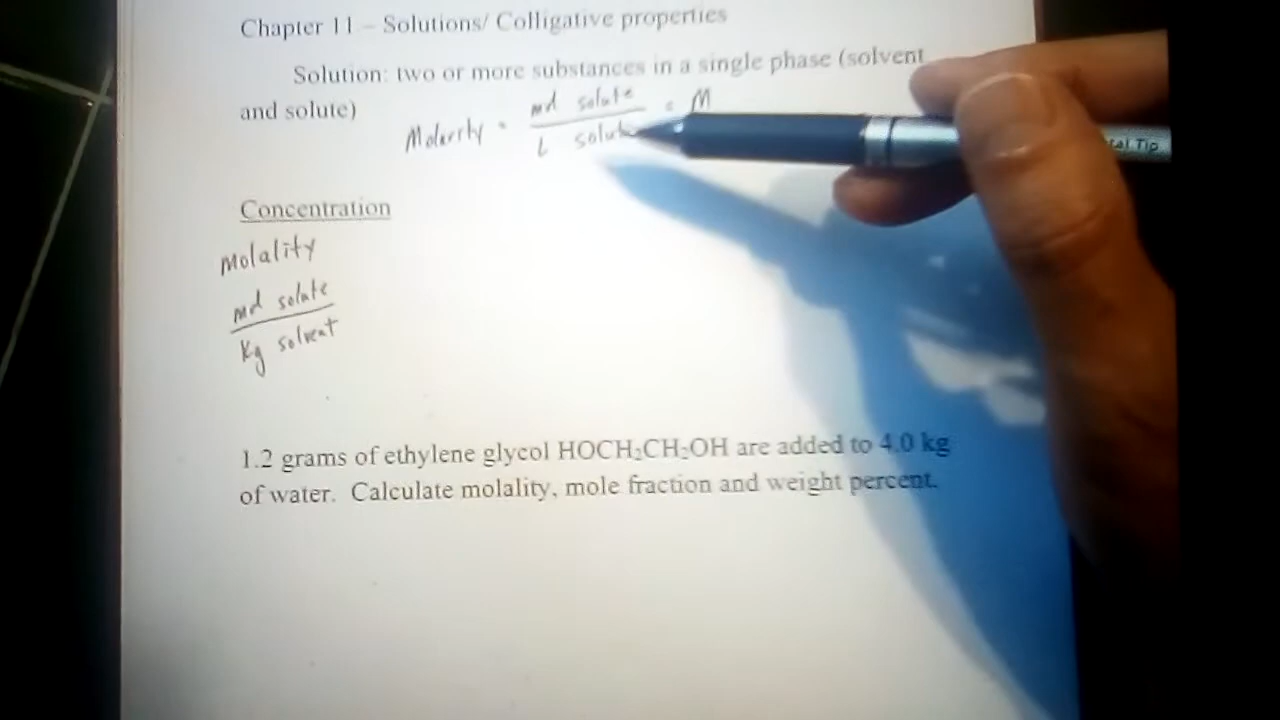 Chapter 11 – Solutions/ Colligative properties
Solution: two or more substances in a single phase (solvent
and solute)
Molarity = mol solute / L = M
Concentration
Molality
mol solute
Kg solvent
1.2 grams of ethylene glycol HOCH₂CH₂OH are added to 4.0 kg
of water. Calculate molality, mole fraction and weight percent.
Tip